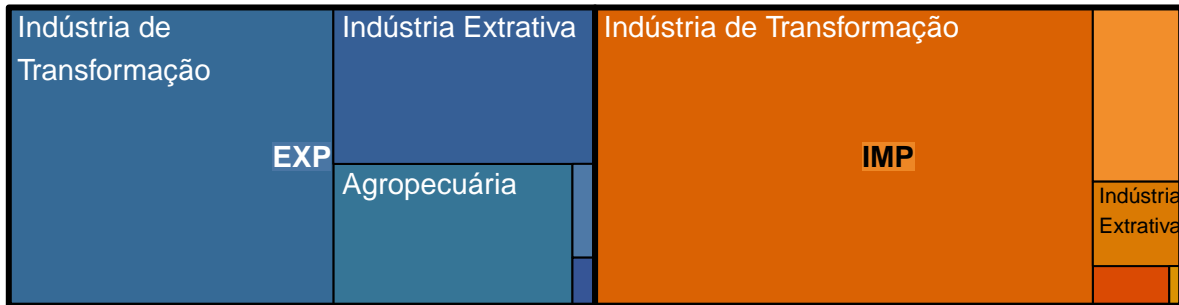 Indústria de
Transformação
EXP
Indústria Extrativa
Agropecuária
Indústria de Transformação
IMP
Indústria
Extrativa